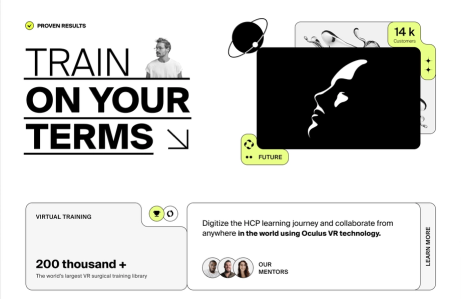 PROVEN RESULTS
TRAIN
ON YOUR
TERMS
14 k
Customers
FUTURE
VIRTUAL TRAINING
200 thousand +
The world's largest VR surgical training library
Digitize the HCP learning journey and collaborate from
anywhere in the world using Oculus VR technology.
OUR
MENTORS
LEARN MORE